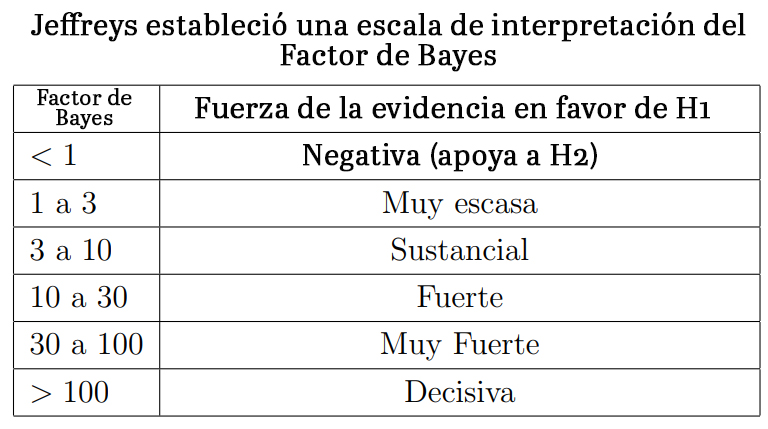 Jeffreys estableció una escala de interpretación del
Factor de Bayes
Factor de
Bayes
Fuerza de la evidencia en favor de H1
< 1
Negativa (apoya a H2)
1 a 3
Muy escasa
3 a 10
Sustancial
10 a 30
Fuerte
30 a 100
Muy Fuerte
> 100
Decisiva